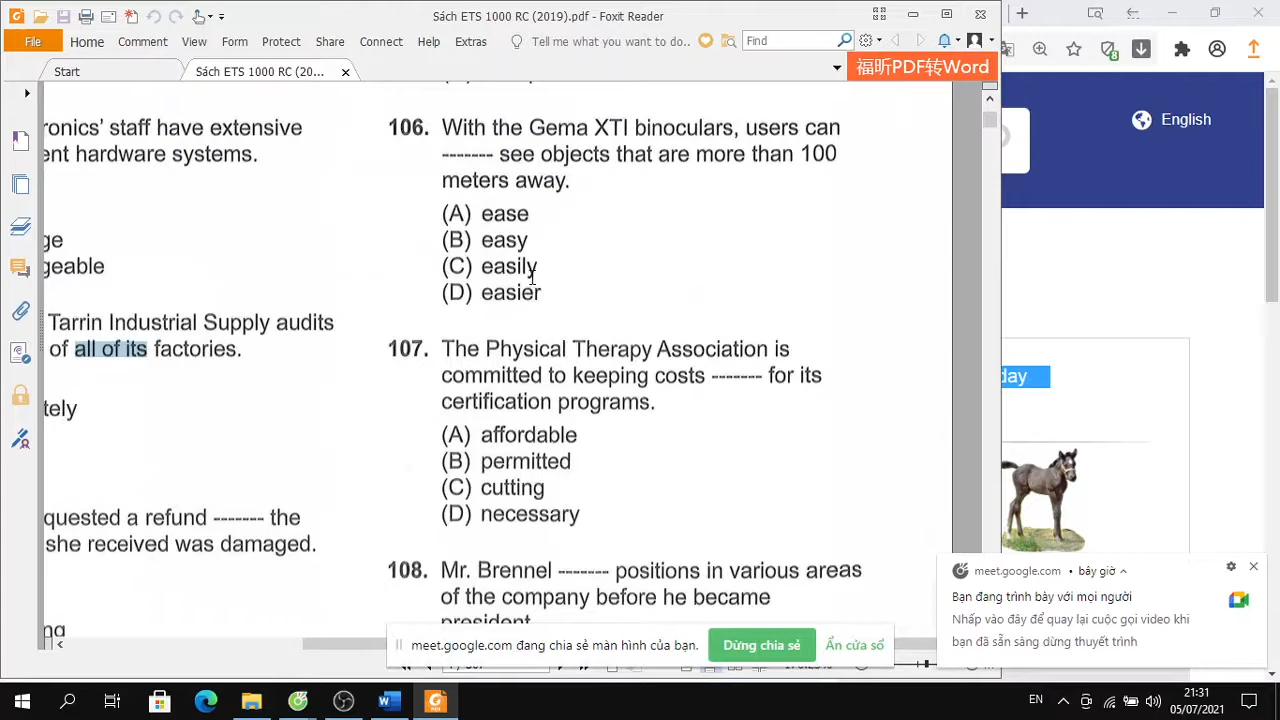 Sách ETS 1000 RC (2019).pdf - Foxit Reader
File Home Comment View Form Protect Share Connect Help Extras Tell me what you want to do.. Find
Start
Sách ETS 1000 RC (20...
福昕PDF转Word
English
ronics' staff have extensive
ent hardware systems.
ge
geable
Tarrin Industrial Supply audits
of all of its factories.
tely
quested a refund ------- the
she received was damaged.
ng
106. With the Gema XTI binoculars, users can
------- see objects that are more than 100
meters away.
(A) ease
(B) easy
(C) easily
(D) easier
107. The Physical Therapy Association is
committed to keeping costs ------- for its
certification programs.
(A) affordable
(B) permitted
(C) cutting
(D) necessary
108. Mr. Brennel ------- positions in various areas
of the company before he became
president.
day
meet.google.com • bây giờ
Bạn đang trình bày với mọi người
Nhấp vào đây để quay lại cuộc gọi video khi
bạn đã sẵn sàng dừng thuyết trình
meet.google.com đang chia sẻ màn hình của bạn.
Dừng chia sẻ
Ẩn cửa sổ
EN
21:31
05/07/2021